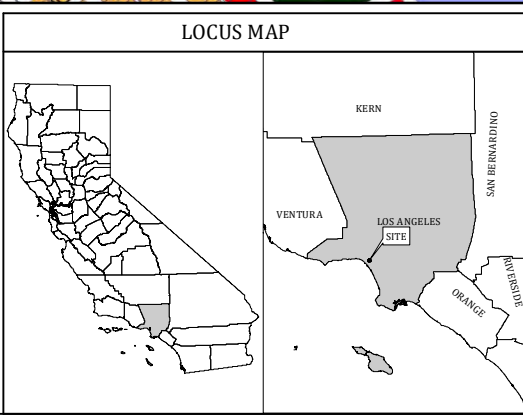 LOCUS MAP
KERN
SAN BERNARDINO
VENTURA
LOS ANGELES
SITE
RIVERSIDE
ORANGE